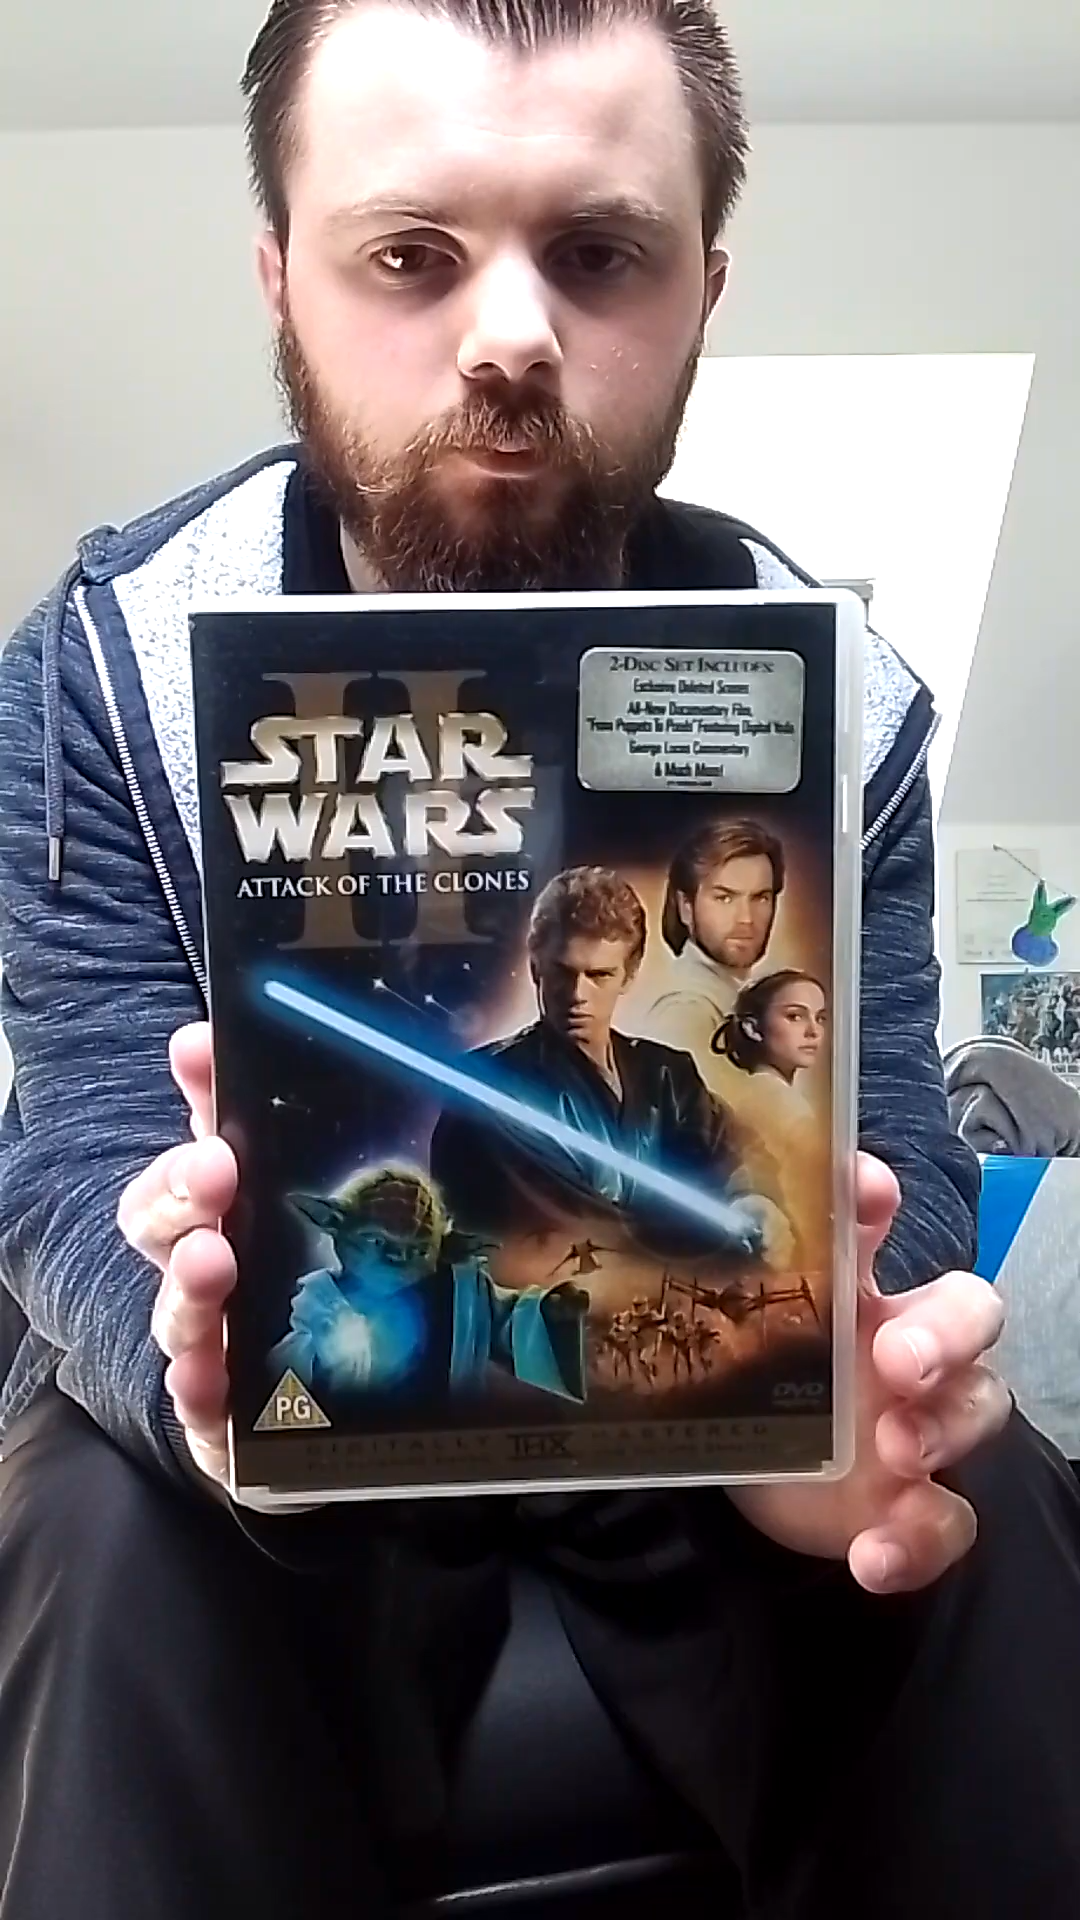 II
STAR
WARS
ATTACK OF THE CLONES
2-DISC SET INCLUDES:
Exclusive Deleted Scenes
All-New Documentary Film,
"From Puppets To Pixels" Featuring Digital Yoda
George Lucas Commentary
& Much More!
PG
DVD
DIGITALLY THX MASTERED